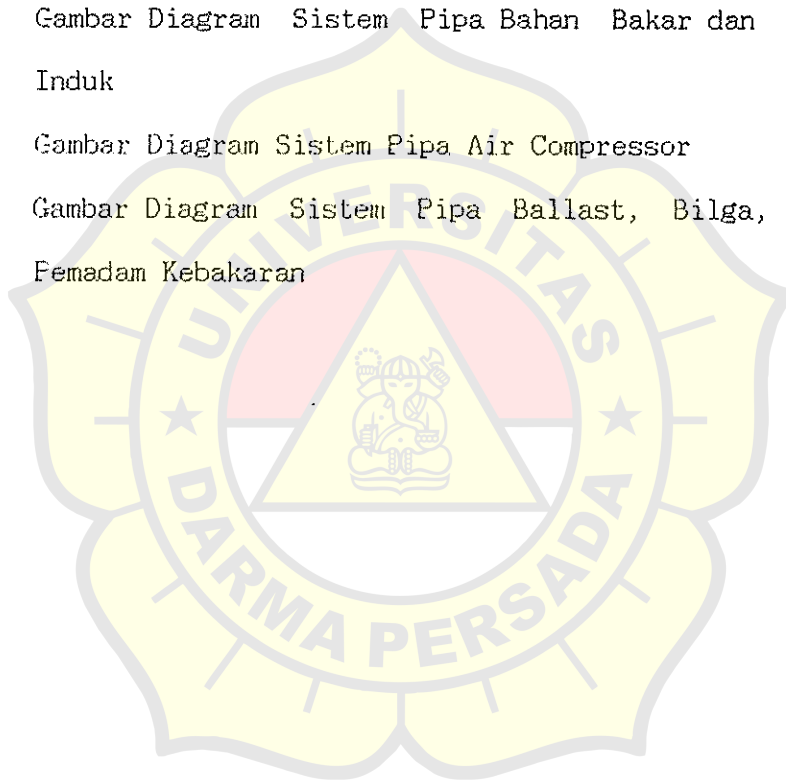 Gambar Diagram Sistem Pipa Bahan Bakar dan
Induk
Gambar Diagram Sistem Pipa Air Compressor
Gambar Diagram Sistem Pipa Ballast, Bilga,
Pemadam Kebakaran
UNIVERSITAS
DARMA PERSADA